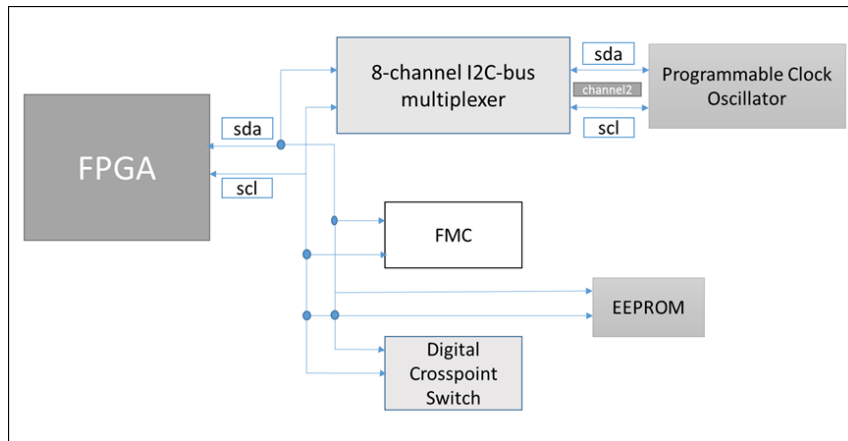 8-channel I2C-bus
multiplexer
sda
channel2
scl
Programmable Clock
Oscillator
FPGA
sda
scl
FMC
EEPROM
Digital
Crosspoint
Switch